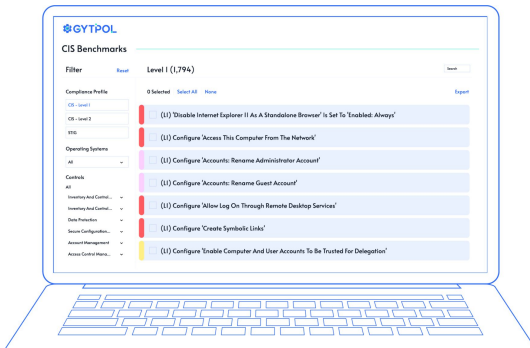 GYTPOL
CIS Benchmarks
Filter
Reset
Level I (1,794)
Search
Compliance Profile
0 Selected
Select All
None
Export
CIS - Level 1
CIS - Level 2
STIG
Operating Systems
All
Controls
All
Inventory And Control...
Inventory And Control...
Data Protection
Secure Configuration...
Account Management
Access Control Mana...
(L1) 'Disable Internet Explorer 11 As A Standalone Browser' Is Set To 'Enabled: Always'
(L1) Configure 'Access This Computer From The Network'
(L1) Configure 'Accounts: Rename Administrator Account'
(L1) Configure 'Accounts: Rename Guest Account'
(L1) Configure 'Allow Log On Through Remote Desktop Services'
(L1) Configure 'Create Symbolic Links'
(L1) Configure 'Enable Computer And User Accounts To Be Trusted For Delegation'